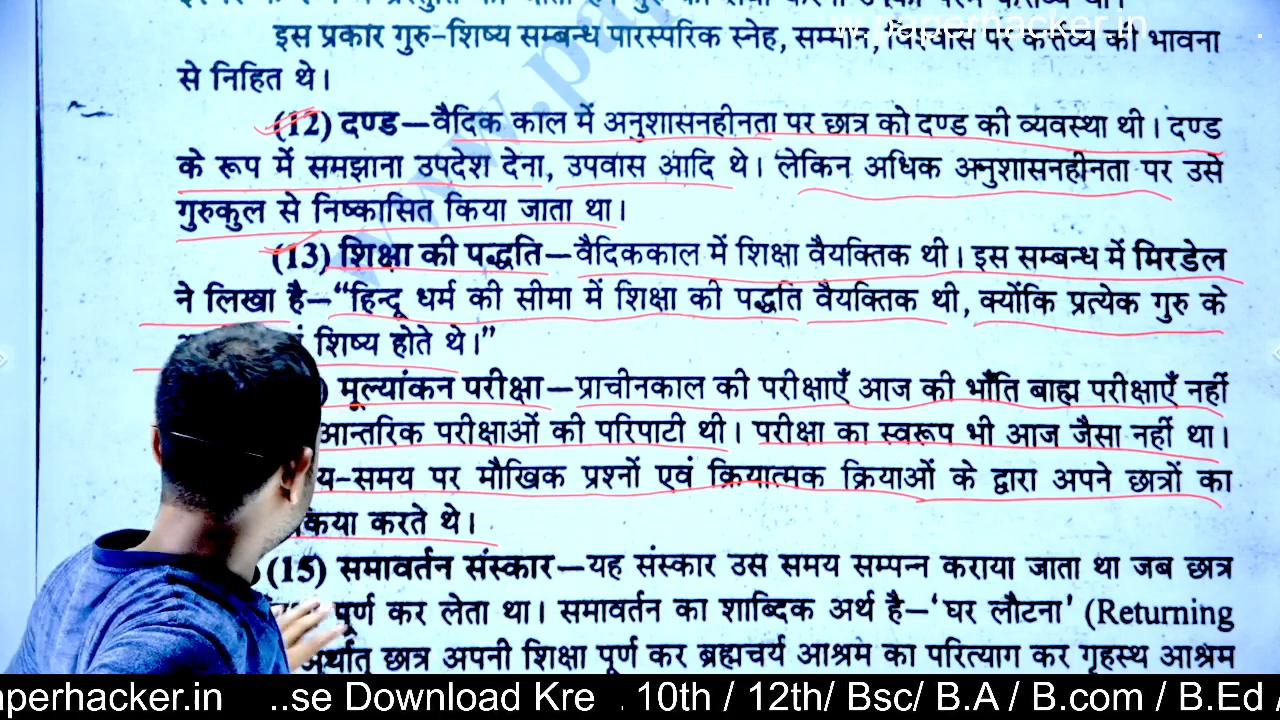 इस प्रकार गुरु-शिष्य सम्बन्ध पारस्परिक स्नेह, सम्मान, विश्वास पर कर्त्तव्य की भावना
से निहित थे।
(12) दण्ड—वैदिक काल में अनुशासनहीनता पर छात्र को दण्ड की व्यवस्था थी। दण्ड
के रूप में समझाना उपदेश देना, उपवास आदि थे। लेकिन अधिक अनुशासनहीनता पर उसे
गुरुकुल से निष्कासित किया जाता था।
(13) शिक्षा की पद्धति—वैदिककाल में शिक्षा वैयक्तिक थी। इस सम्बन्ध में मिरडेल
ने लिखा है—“हिन्दू धर्म की सीमा में शिक्षा की पद्धति वैयक्तिक थी, क्योंकि प्रत्येक गुरु के
शिष्य होते थे।”
मूल्यांकन परीक्षा—प्राचीनकाल की परीक्षाएँ आज की भाँति बाह्य परीक्षाएँ नहीं
आन्तरिक परीक्षाओं की परिपाटी थी। परीक्षा का स्वरूप भी आज जैसा नहीं था।
य-समय पर मौखिक प्रश्नों एवं क्रियात्मक क्रियाओं के द्वारा अपने छात्रों का
किया करते थे।
(15) समावर्तन संस्कार—यह संस्कार उस समय सम्पन्न कराया जाता था जब छात्र
पूर्ण कर लेता था। समावर्तन का शाब्दिक अर्थ है—‘घर लौटना’ (Returning
अर्थात् छात्र अपनी शिक्षा पूर्ण कर ब्रह्मचर्य आश्रम का परित्याग कर गृहस्थ आश्रम
w.paperhacker.in
www.pa
aperhacker.in ..se Download Kre . 10th / 12th/ Bsc/ B.A / B.com / B.Ed /